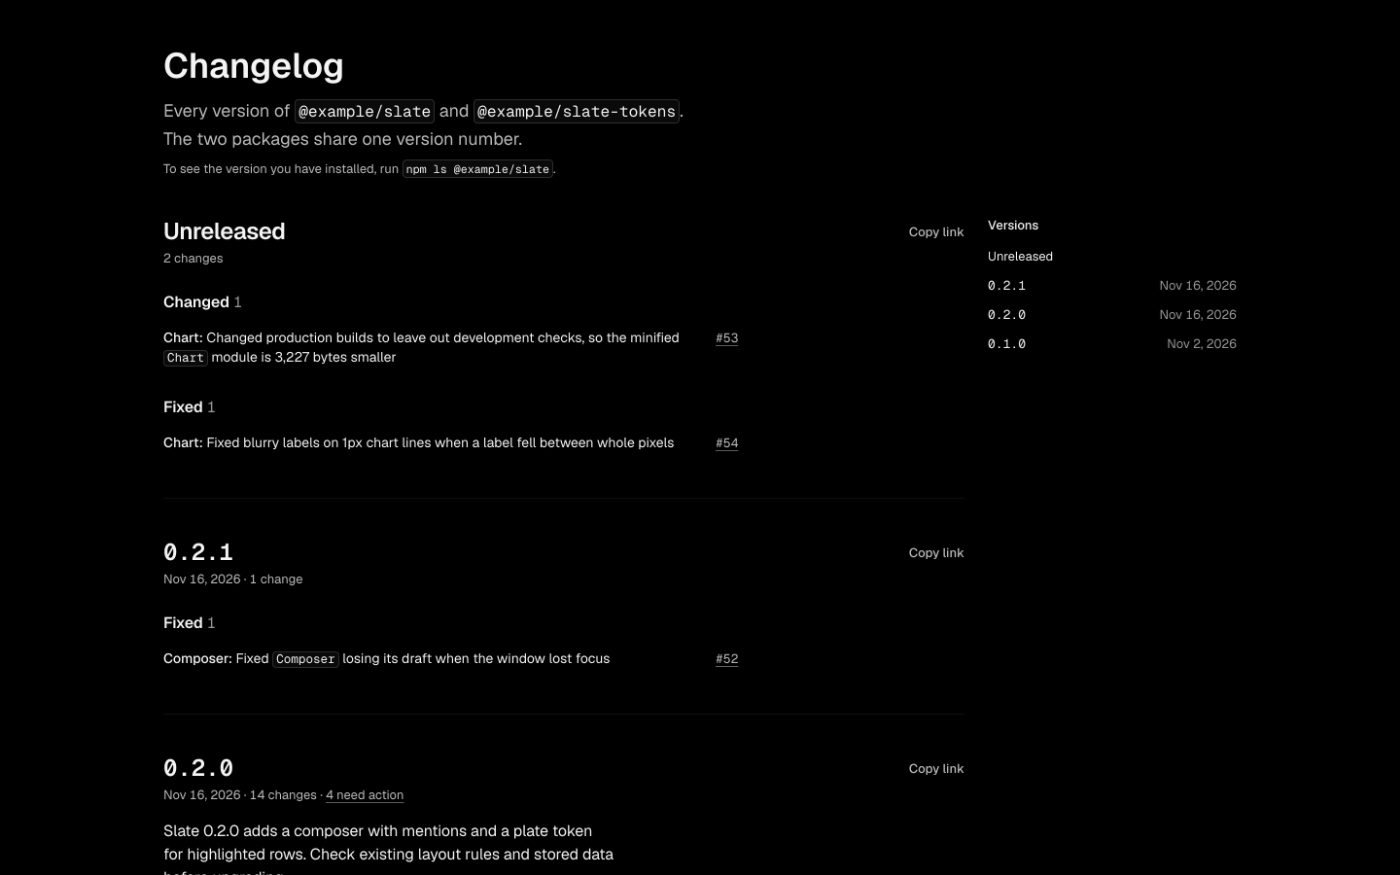 Changelog
Every version of @example/slate and @example/slate-tokens.
The two packages share one version number.
To see the version you have installed, run npm ls @example/slate.
Unreleased
Copy link
2 changes
Changed 1
Chart: Changed production builds to leave out development checks, so the minified
#53
Chart module is 3,227 bytes smaller
Fixed 1
Chart: Fixed blurry labels on 1px chart lines when a label fell between whole pixels
#54
0.2.1
Copy link
Nov 16, 2026 · 1 change
Fixed 1
Composer: Fixed Composer losing its draft when the window lost focus
#52
0.2.0
Copy link
Nov 16, 2026 · 14 changes · 4 need action
Slate 0.2.0 adds a composer with mentions and a plate token
for highlighted rows. Check existing layout rules and stored data
Versions
Unreleased
0.2.1 Nov 16, 2026
0.2.0 Nov 16, 2026
0.1.0 Nov 2, 2026